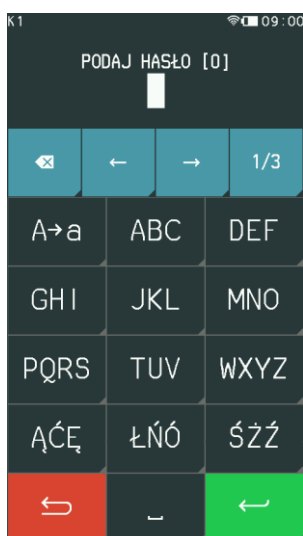 K1 09:00
PODAJ HASŁO [0]
← → 1/3
A→a ABC DEF
GHI JKL MNO
PQRS TUV WXYZ
ĄĆĘ ŁŃÓ ŚŻŹ